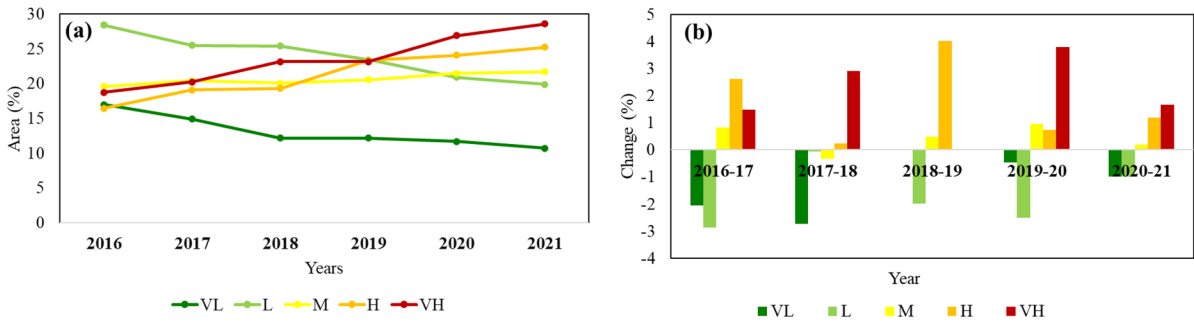 (a)
Area (%)
30
25
20
15
10
5
0
2016 2017 2018 2019 2020 2021
Years
VL L M H VH
(b)
Change (%)
5
4
3
2
1
0
-1
-2
-3
-4
2016-17 2017-18 2018-19 2019-20 2020-21
Year
VL L M H VH